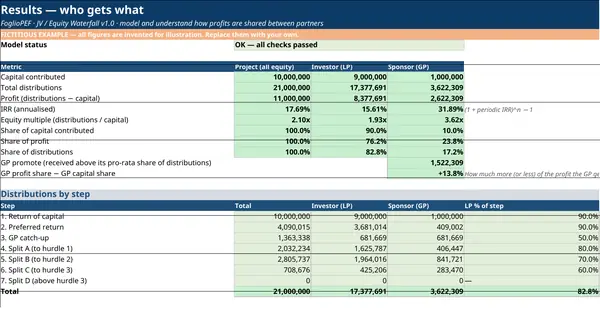 Results — who gets what
FoglioPEF · JV / Equity Waterfall v1.0 · model and understand how profits are shared between partners
FICTITIOUS EXAMPLE — all figures are invented for illustration. Replace them with your own.
Model status OK — all checks passed
Metric Project (all equity) Investor (LP) Sponsor (GP)
Capital contributed 10,000,000 9,000,000 1,000,000
Total distributions 21,000,000 17,377,691 3,622,309
Profit (distributions − capital) 11,000,000 8,377,691 2,622,309
IRR (annualised) 17.69% 15.61% 31.89% (1 + periodic IRR)^n − 1
Equity multiple (distributions / capital) 2.10x 1.93x 3.62x
Share of capital contributed 100.0% 90.0% 10.0%
Share of profit 100.0% 76.2% 23.8%
Share of distributions 100.0% 82.8% 17.2%
GP promote (received above its pro-rata share of distributions) 1,522,309
GP profit share − GP capital share +13.8% How much more (or less) of the profit the GP ge
Distributions by step
Step Total Investor (LP) Sponsor (GP) LP % of step
1. Return of capital 10,000,000 9,000,000 1,000,000 90.0%
2. Preferred return 4,090,015 3,681,014 409,002 90.0%
3. GP catch-up 1,363,338 681,669 681,669 50.0%
4. Split A (to hurdle 1) 2,032,234 1,625,787 406,447 80.0%
5. Split B (to hurdle 2) 2,805,737 1,964,016 841,721 70.0%
6. Split C (to hurdle 3) 708,676 425,206 283,470 60.0%
7. Split D (above hurdle 3) 0 0 0 —
Total 21,000,000 17,377,691 3,622,309 82.8%